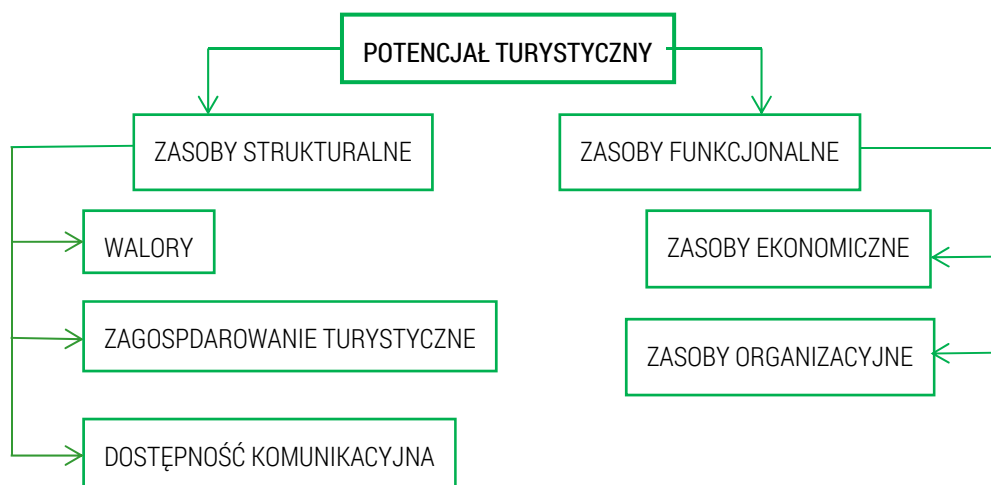 POTENCJAŁ TURYSTYCZNY
ZASOBY STRUKTURALNE
ZASOBY FUNKCJONALNE
WALORY
ZASOBY EKONOMICZNE
ZAGOSPDAROWANIE TURYSTYCZNE
ZASOBY ORGANIZACYJNE
DOSTĘPNOŚĆ KOMUNIKACYJNA